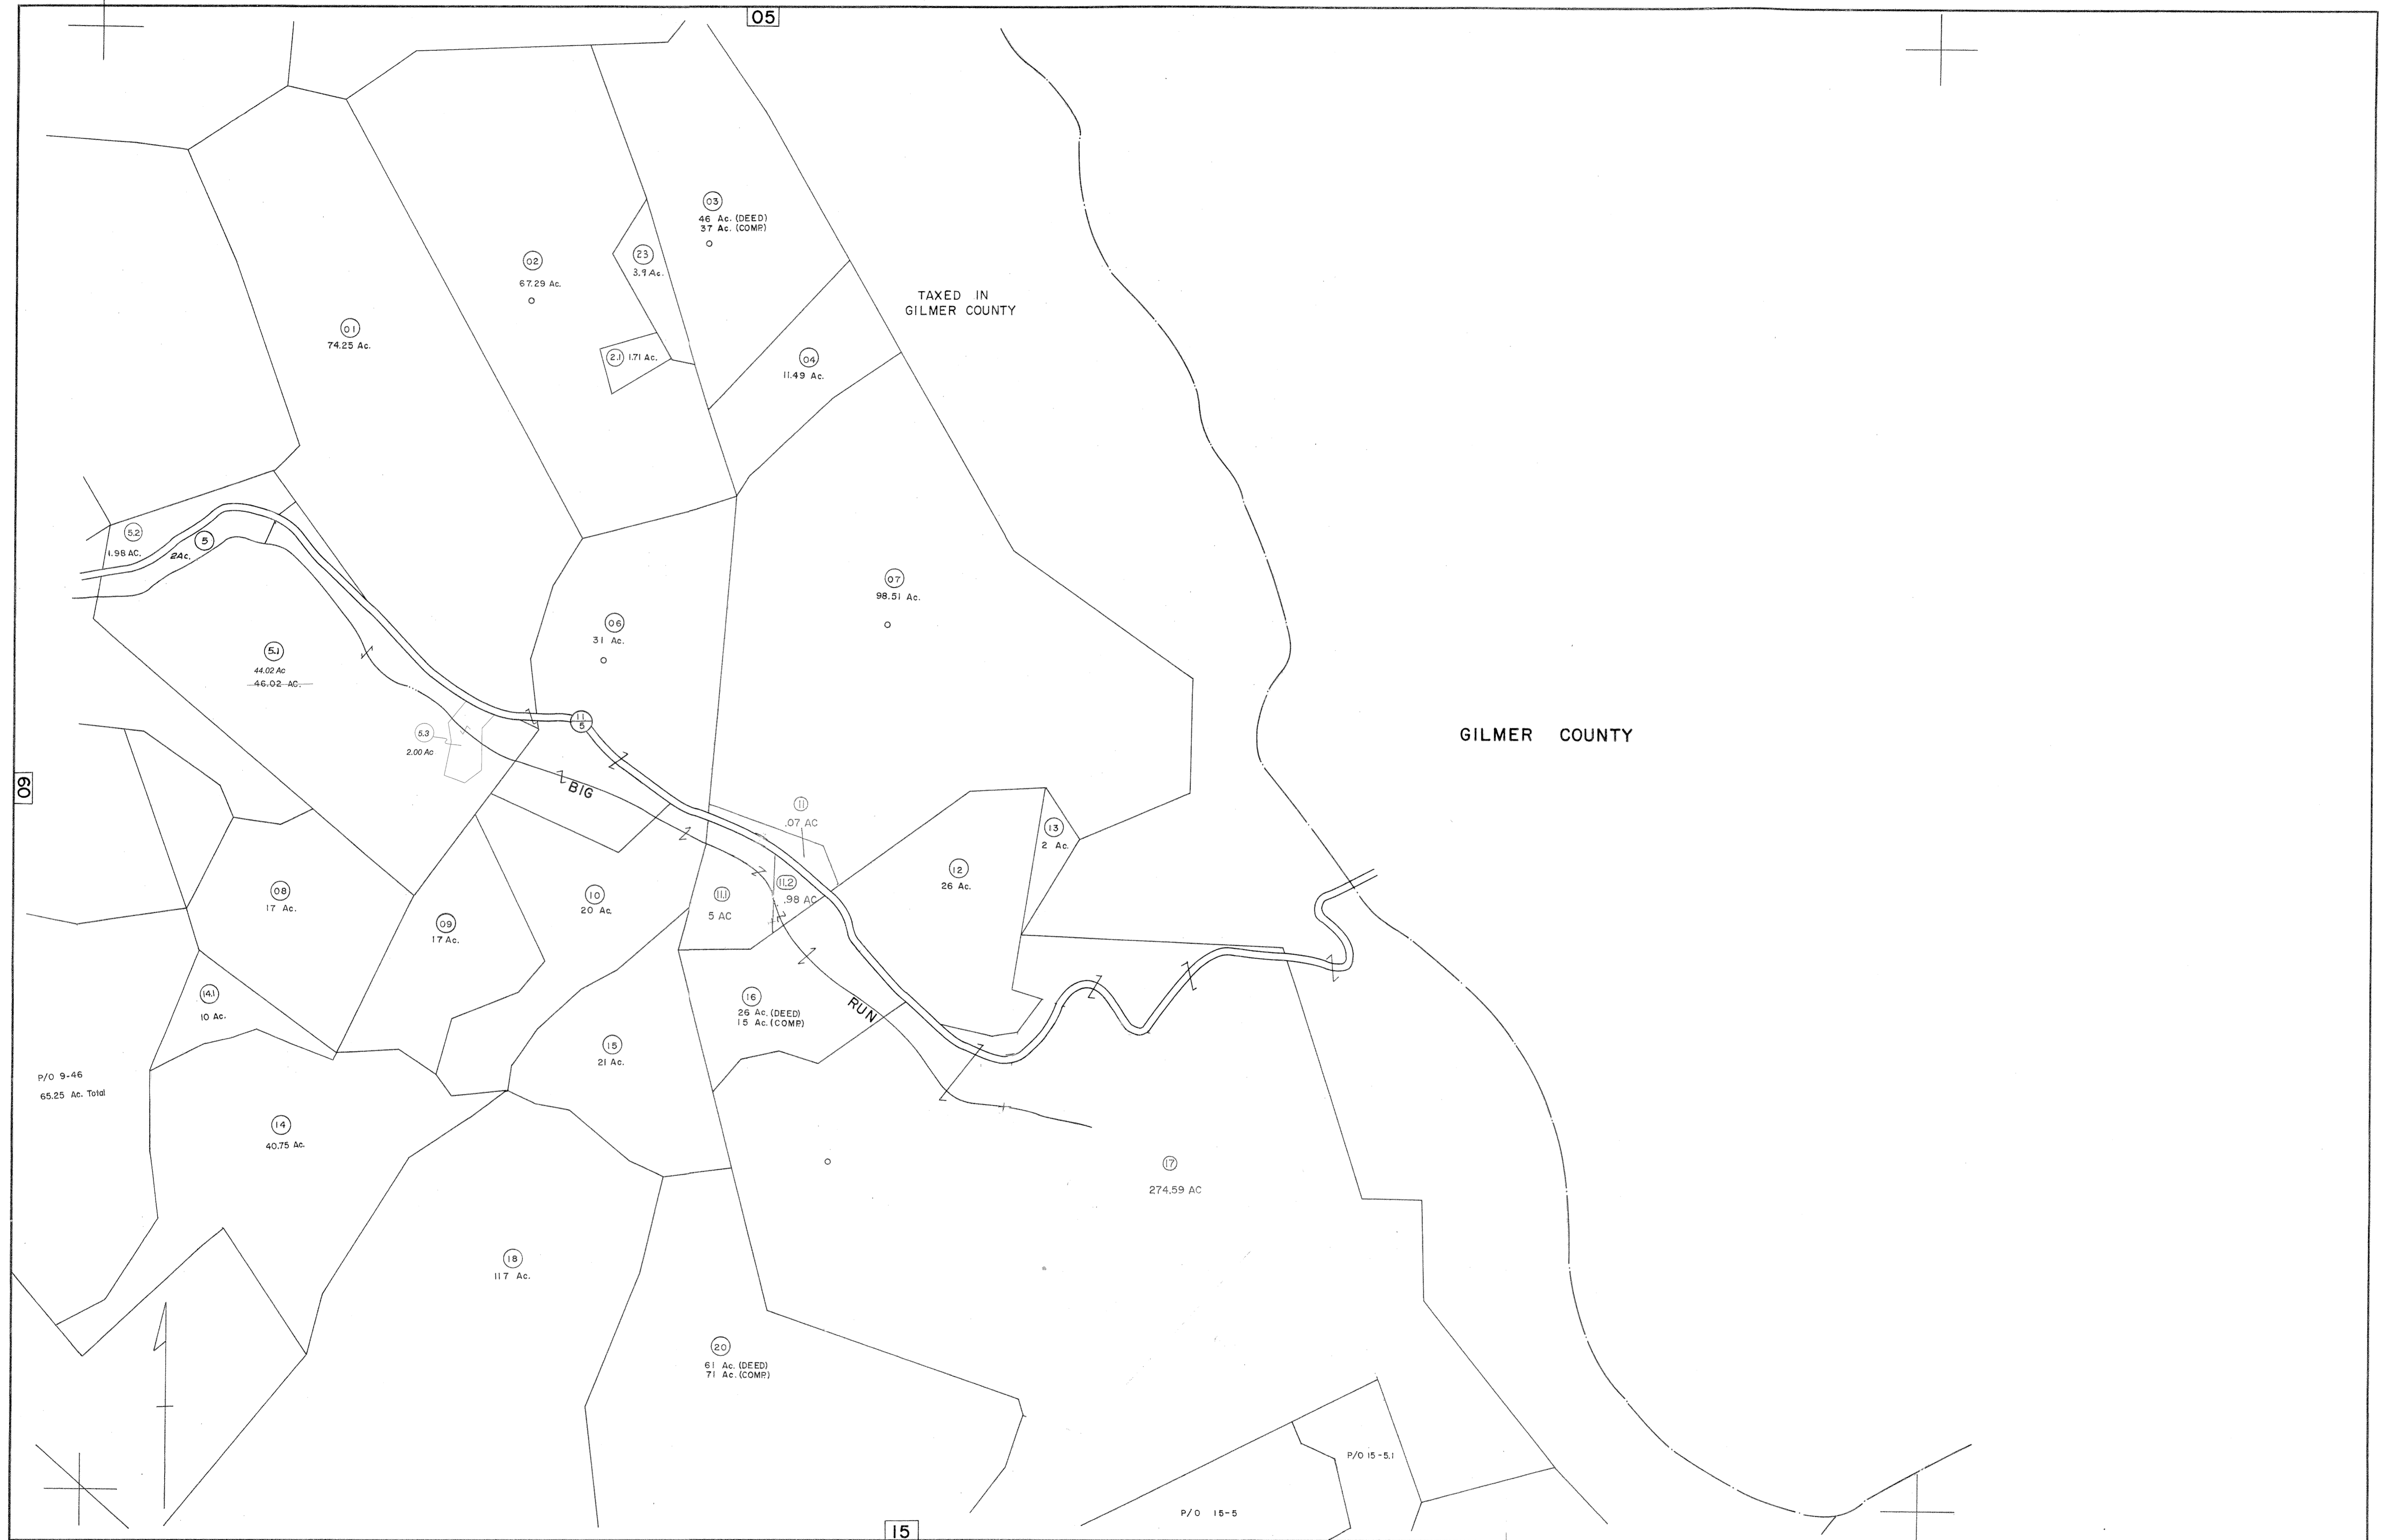 05
03
46 Ac. (DEED)
37 Ac. (COMP.)
02
67.29 Ac.
23
3.9 Ac.
TAXED IN
GILMER COUNTY
01
74.25 Ac.
2.1 1.71 Ac.
04
11.49 Ac.
5.2
1.98 AC.
5
2Ac.
07
98.51 Ac.
06
31 Ac.
5.1
44.02 Ac
46.02 AC.
11
5
5.3
2.00 Ac
GILMER COUNTY
09
BIG
11
.07 AC
13
2 Ac.
12
26 Ac.
08
17 Ac.
10
20 Ac.
11.1
5 AC
11.2
.98 AC
09
17 Ac.
14.1
10 Ac.
16
26 Ac. (DEED)
15 Ac. (COMP.)
RUN
15
21 Ac.
P/O 9-46
65.25 Ac. Total
14
40.75 Ac.
17
274.59 AC
18
117 Ac.
20
61 Ac. (DEED)
71 Ac. (COMP.)
P/O 15-5.1
P/O 15-5
15